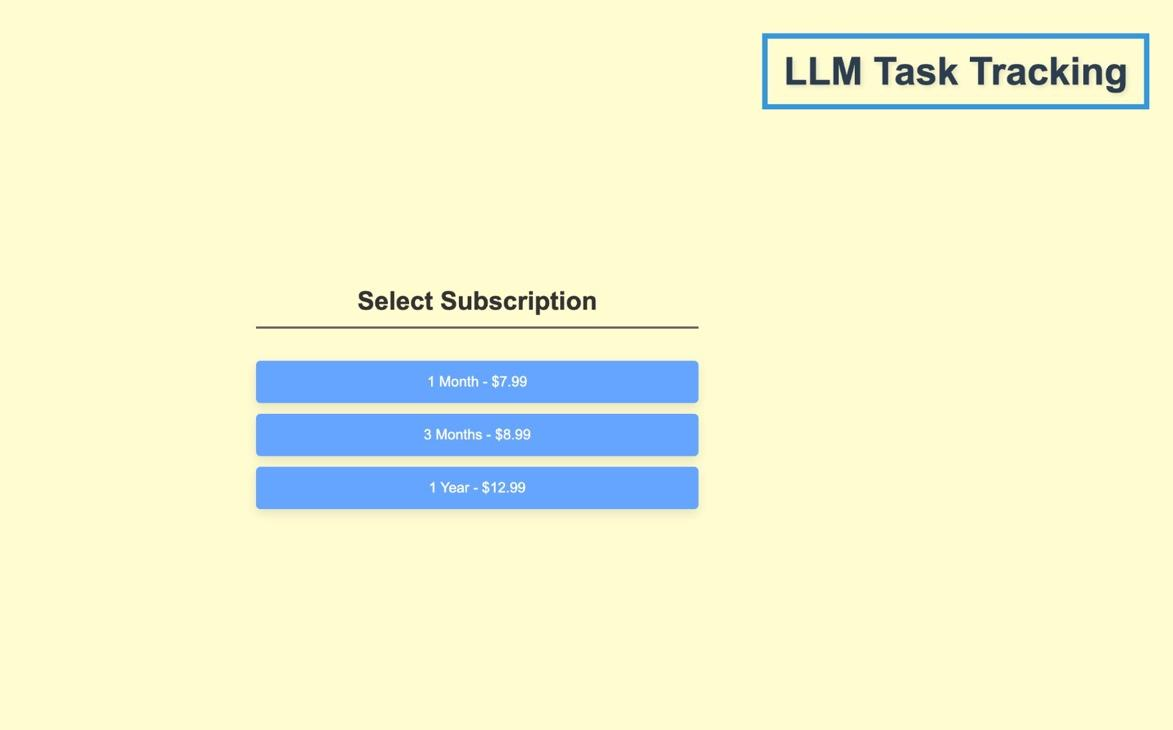 LLM Task Tracking
Select Subscription
1 Month - $7.99
3 Months - $8.99
1 Year - $12.99